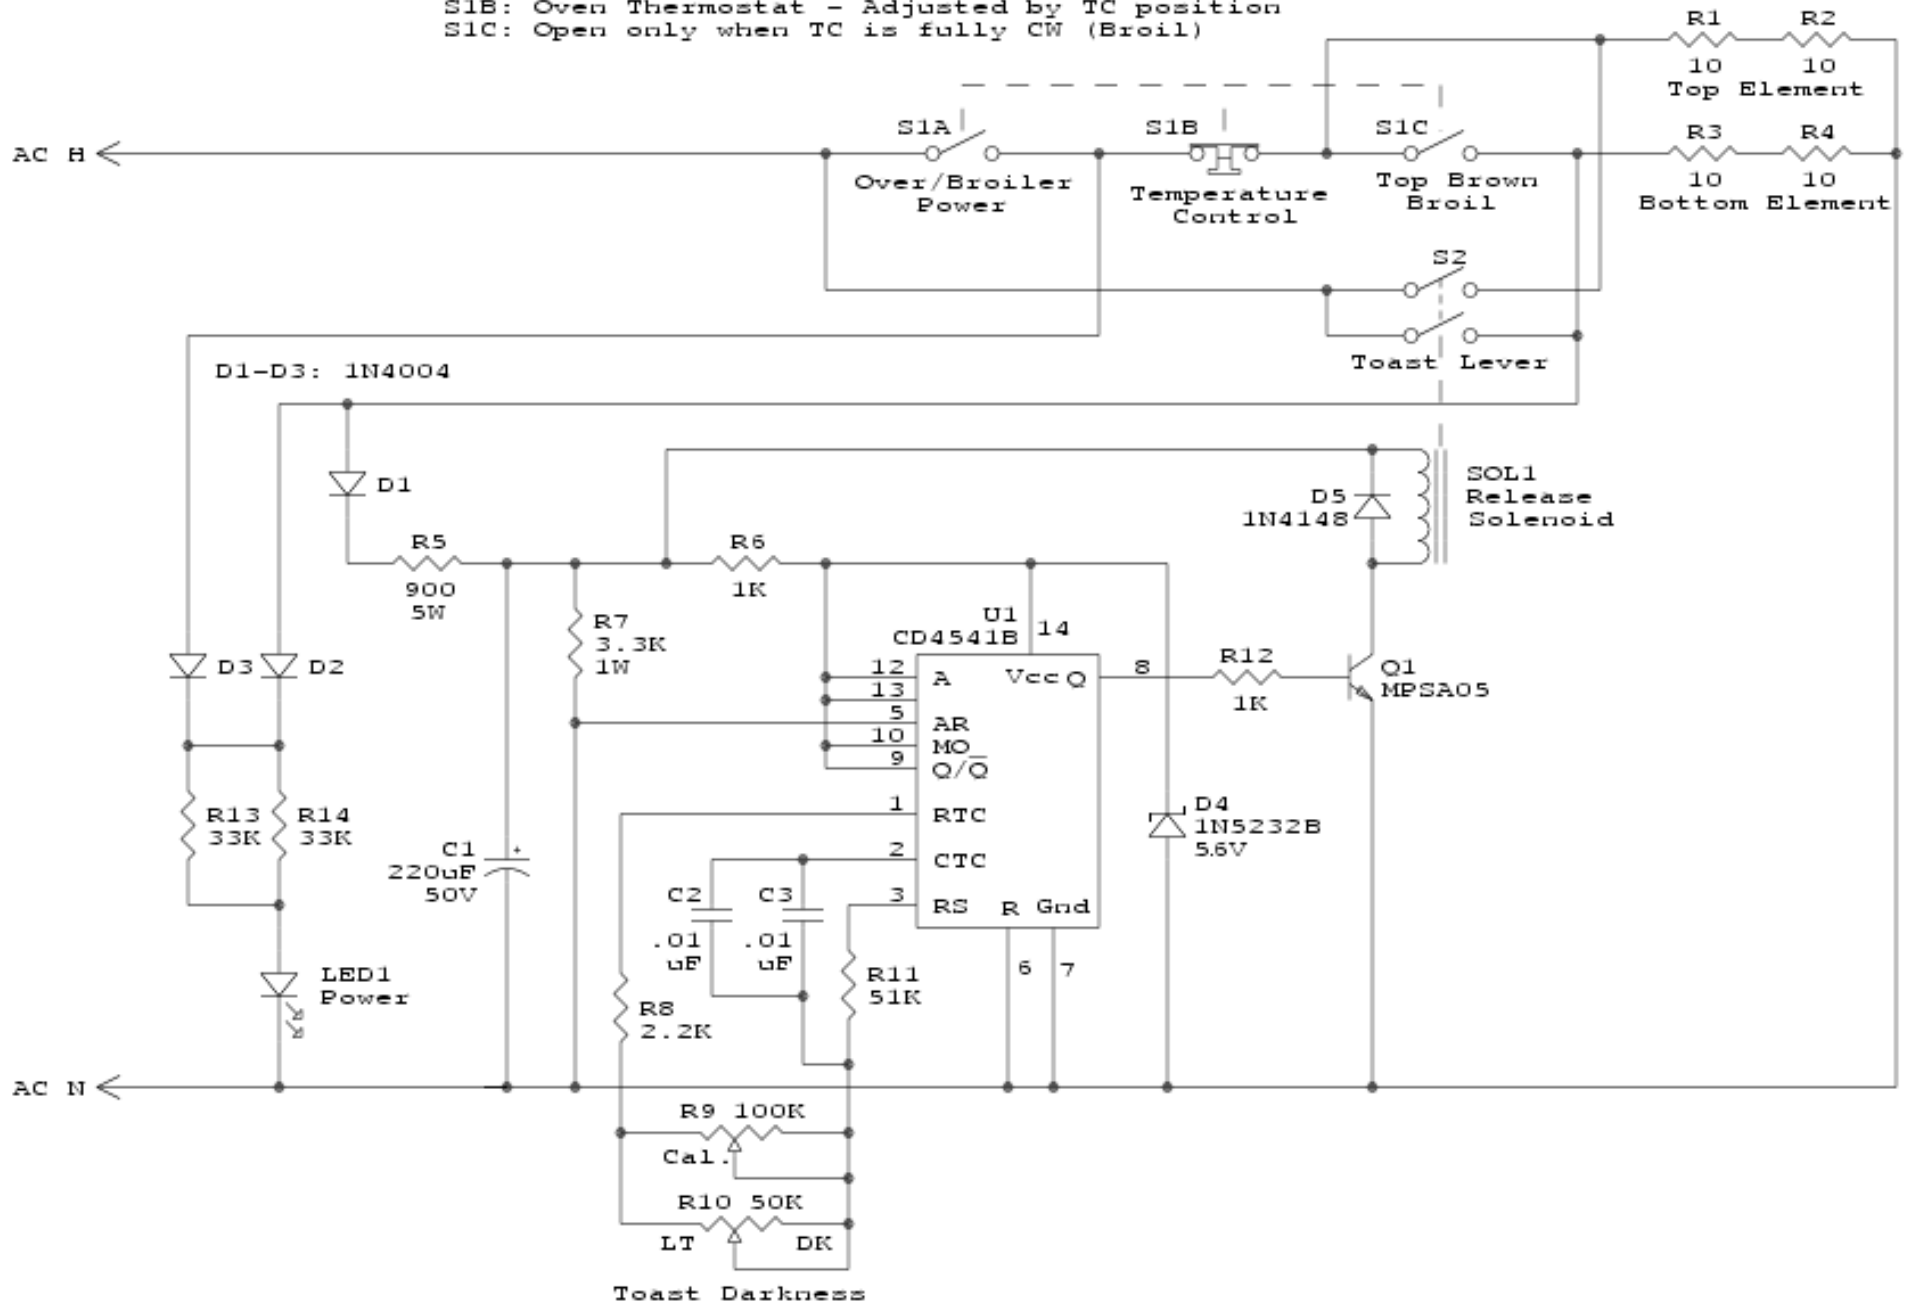 S1B: Oven Thermostat - Adjusted by TC position
S1C: Open only when TC is fully CW (Broil)
R1 R2
10 10
Top Element
AC H
S1A
Over/Broiler
Power
S1B
Temperature
Control
S1C
Top Brown
Broil
R3 R4
10 10
Bottom Element
S2
Toast Lever
D1-D3: 1N4004
D1
D5
1N4148
SOL1
Release
Solenoid
R5
900
5W
R6
1K
R7
3.3K
1W
U1
CD4541B
14
D3
D2
12
13
5
10
9
1
2
3
A
AR
MO
Q/Q̅
RTC
CTC
RS
Vcc Q
R Gnd
8
6
7
R12
1K
Q1
MPSA05
R13
33K
R14
33K
C1
+
220uF
50V
D4
1N5232B
5.6V
C2
.01
uF
C3
.01
uF
R11
51K
R8
2.2K
LED1
Power
AC N
R9 100K
Cal.
R10 50K
LT DK
Toast Darkness